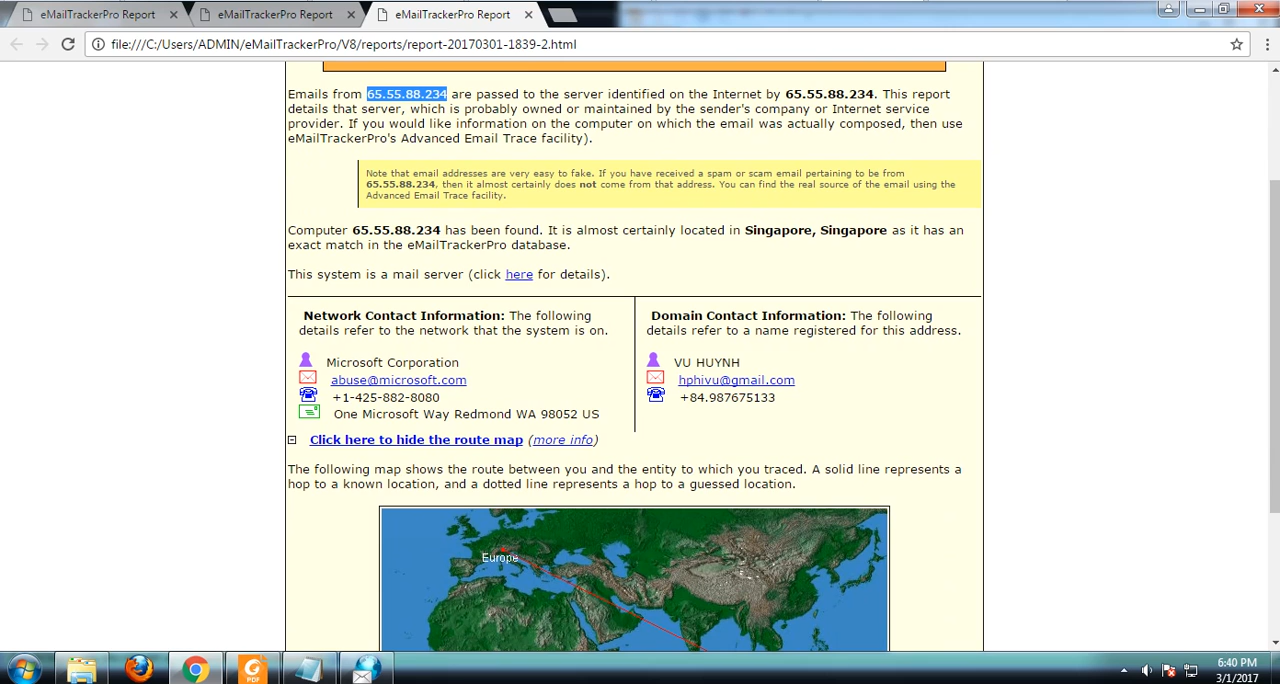 eMailTrackerPro Report
eMailTrackerPro Report
eMailTrackerPro Report
file:///C:/Users/ADMIN/eMailTrackerPro/V8/reports/report-20170301-1839-2.html
Emails from 65.55.88.234 are passed to the server identified on the Internet by 65.55.88.234. This report
details that server, which is probably owned or maintained by the sender's company or Internet service
provider. If you would like information on the computer on which the email was actually composed, then use
eMailTrackerPro's Advanced Email Trace facility).
Note that email addresses are very easy to fake. If you have received a spam or scam email pertaining to be from
65.55.88.234, then it almost certainly does not come from that address. You can find the real source of the email using the
Advanced Email Trace facility.
Computer 65.55.88.234 has been found. It is almost certainly located in Singapore, Singapore as it has an
exact match in the eMailTrackerPro database.
This system is a mail server (click here for details).
Network Contact Information: The following
details refer to the network that the system is on.
Microsoft Corporation
abuse@microsoft.com
+1-425-882-8080
One Microsoft Way Redmond WA 98052 US
Domain Contact Information: The following
details refer to a name registered for this address.
VU HUYNH
hphivu@gmail.com
+84.987675133
Click here to hide the route map (more info)
The following map shows the route between you and the entity to which you traced. A solid line represents a
hop to a known location, and a dotted line represents a hop to a guessed location.
Europe
PDF
6:40 PM
3/1/2017